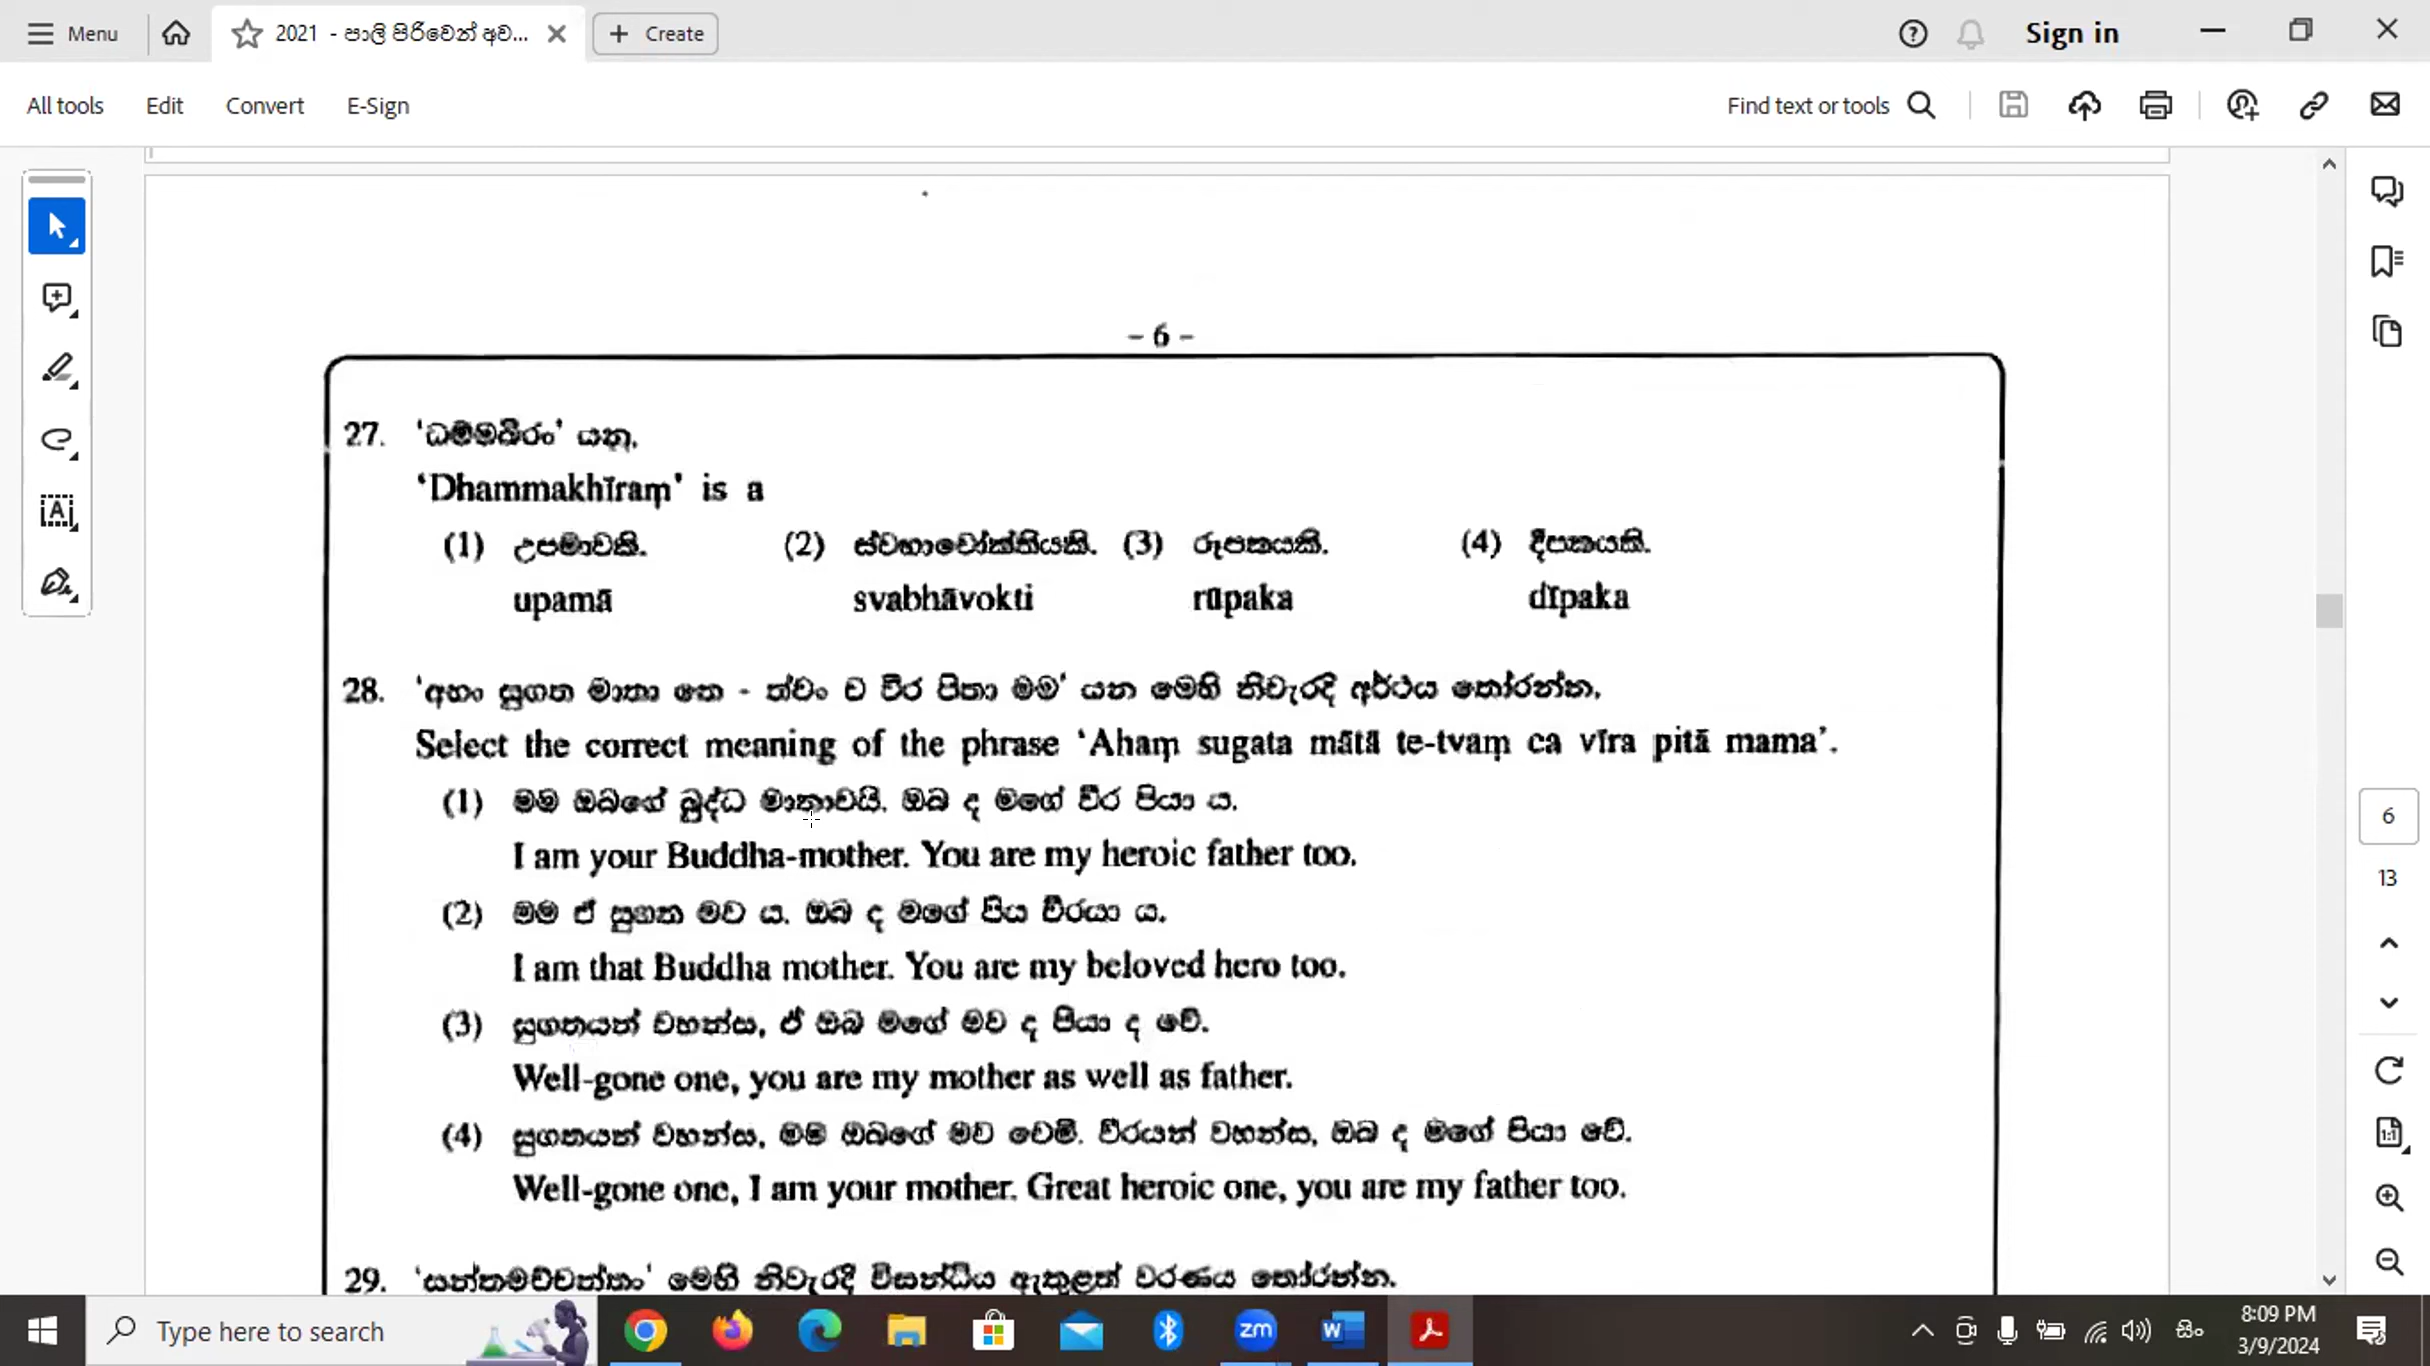 Menu
2021 - පාලි පිරිවෙන් අව...
Create
Sign in
All tools
Edit
Convert
E-Sign
Find text or tools
- 6 -
27. ‘ධම්මඛීරං’ යනු,
‘Dhammakhīraṃ’ is a
(1) උපමාවකි. (2) ස්වභාවෝක්තියකි. (3) රූපකයකි. (4) දීපකයකි.
upamā svabhāvokti rūpaka dīpaka
28. ‘අහං සුගත මාතා තෙ - ත්වං ච වීර පිතා මම’ යන මෙහි නිවැරදි අර්ථය තෝරන්න.
Select the correct meaning of the phrase ‘Ahaṃ sugata mātā te-tvaṃ ca vīra pitā mama’.
(1) මම ඔබගේ බුද්ධ මාතාවයි. ඔබ ද මගේ වීර පියා ය.
I am your Buddha-mother. You are my heroic father too.
(2) මම ඒ සුගත මව ය. ඔබ ද මගේ පිය වීරයා ය.
I am that Buddha mother. You are my beloved hero too.
(3) සුගතයන් වහන්ස, ඒ ඔබ මගේ මව ද පියා ද වේ.
Well-gone one, you are my mother as well as father.
(4) සුගතයන් වහන්ස, මම ඔබගේ මව වෙමි. වීරයන් වහන්ස, ඔබ ද මගේ පියා වේ.
Well-gone one, I am your mother. Great heroic one, you are my father too.
29. ‘සන්තමච්චන්තං’ මෙහි නිවැරදි විසන්ධිය ඇතුළත් වරණය තෝරන්න.
6
13
Type here to search
zm
සිං
8:09 PM
3/9/2024